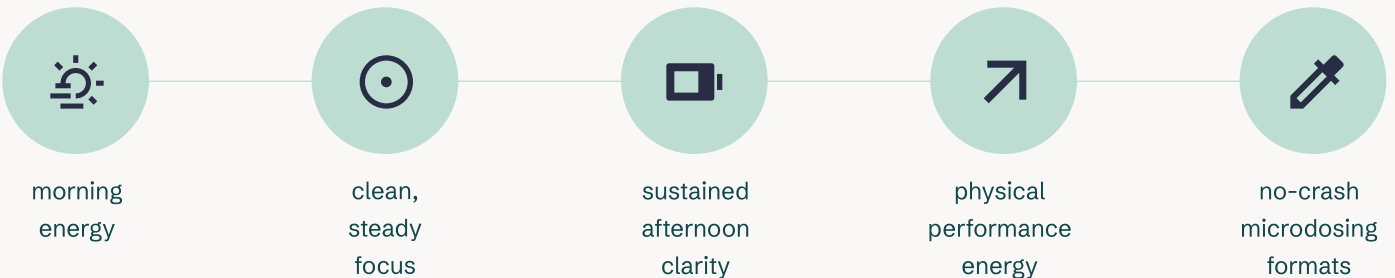 morning
energy
clean,
steady
focus
sustained
afternoon
clarity
physical
performance
energy
no-crash
microdosing
formats